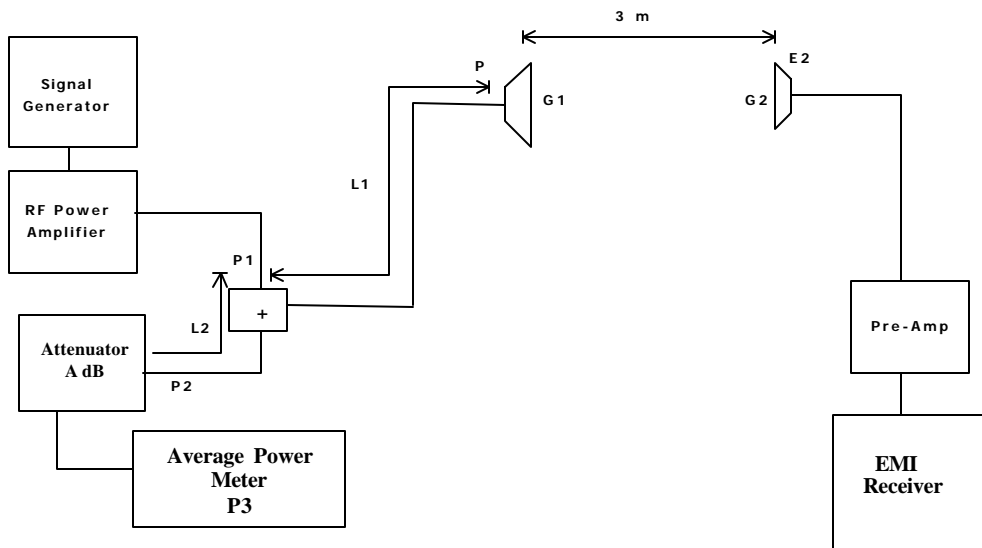 3 m
Signal
Generator
P
E2
G1
G2
L1
RF Power
Amplifier
P1
+
L2
Attenuator
A dB
P2
Pre-Amp
Average Power
Meter
P3
EMI
Receiver